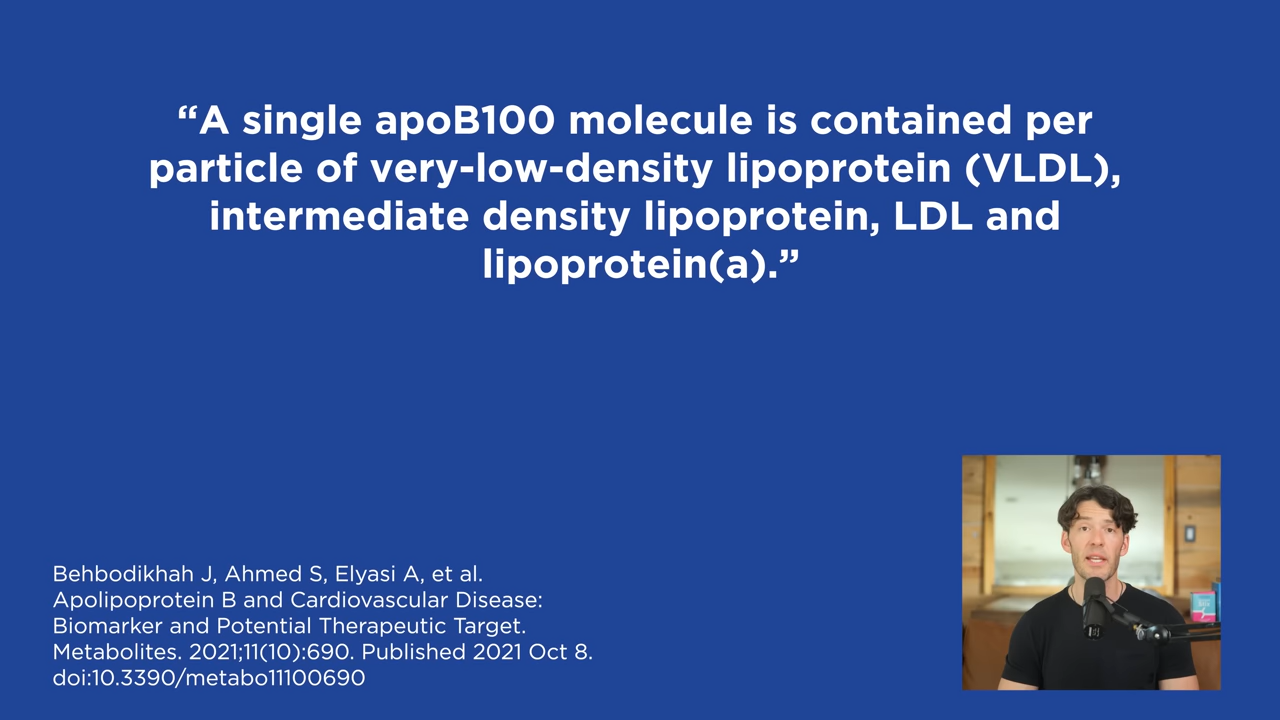 “A single apoB100 molecule is contained per
particle of very-low-density lipoprotein (VLDL),
intermediate density lipoprotein, LDL and
lipoprotein(a).”
Behbodikhah J, Ahmed S, Elyasi A, et al.
Apolipoprotein B and Cardiovascular Disease:
Biomarker and Potential Therapeutic Target.
Metabolites. 2021;11(10):690. Published 2021 Oct 8.
doi:10.3390/metabo11100690